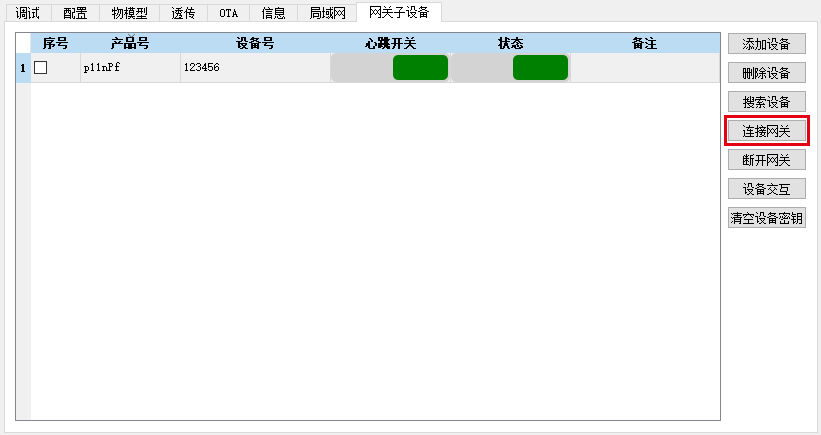 调试 配置 物模型 透传 OTA 信息 局域网 网关子设备
序号 产品号 设备号 心跳开关 状态 备注
1 p11nPf 123456
添加设备
删除设备
搜索设备
连接网关
断开网关
设备交互
清空设备密钥